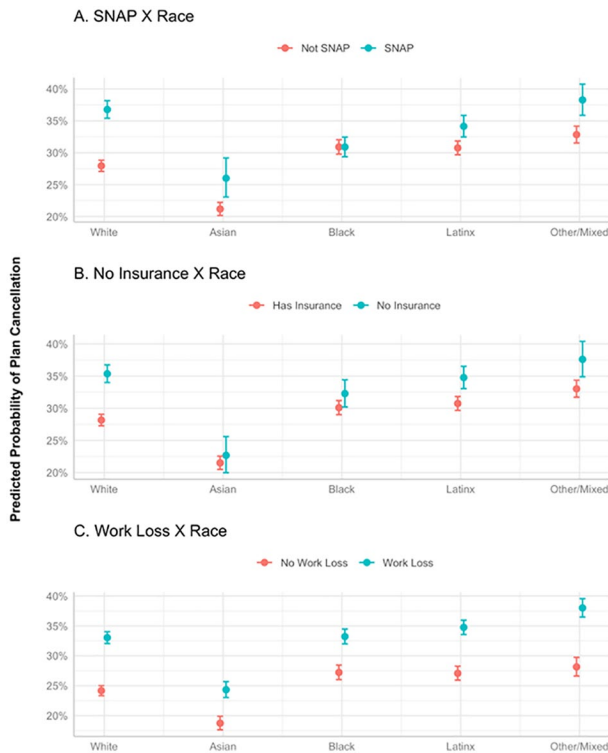 A. SNAP X Race
Not SNAP SNAP
40%
35%
30%
25%
20%
White Asian Black Latinx Other/Mixed
Predicted Probability of Plan Cancellation
B. No Insurance X Race
Has Insurance No Insurance
40%
35%
30%
25%
20%
White Asian Black Latinx Other/Mixed
C. Work Loss X Race
No Work Loss Work Loss
40%
35%
30%
25%
20%
White Asian Black Latinx Other/Mixed